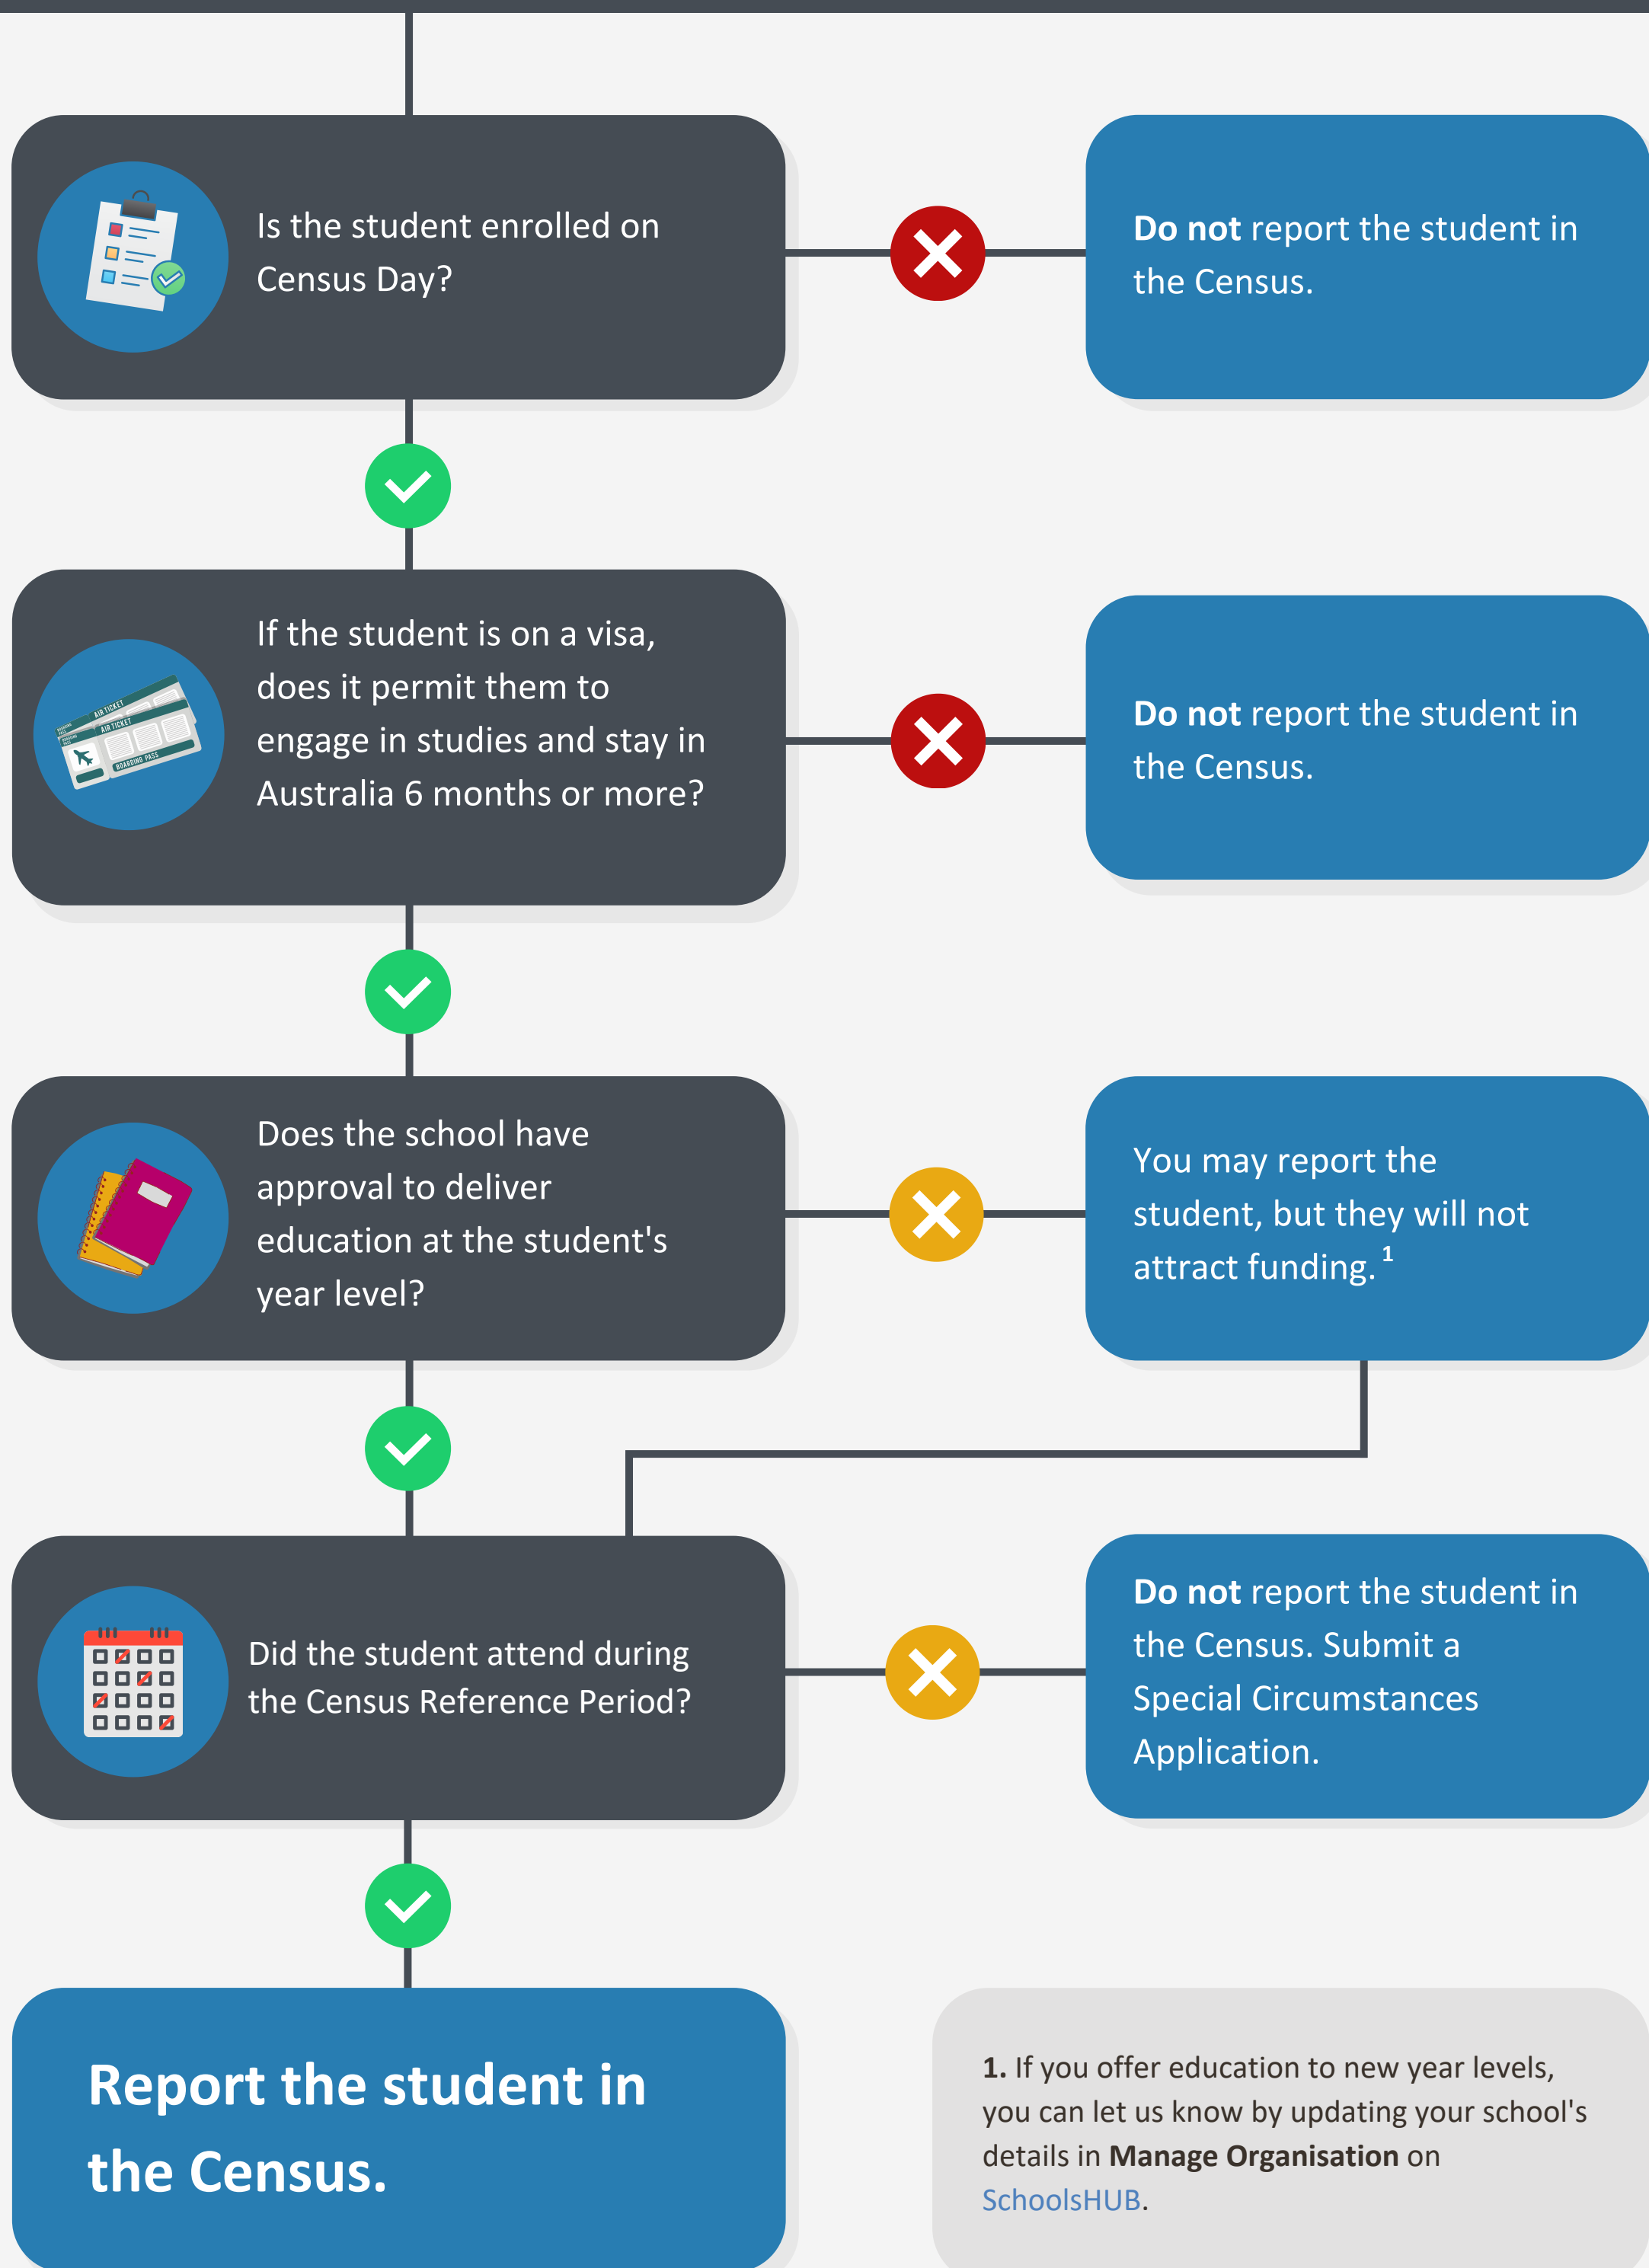 Is the student enrolled on
Census Day?
Do not report the student in
the Census.
If the student is on a visa,
does it permit them to
engage in studies and stay in
Australia 6 months or more?
AIR TICKET
AIR TICKET
BOARDING PASS
Do not report the student in
the Census.
Does the school have
approval to deliver
education at the student's
year level?
You may report the
student, but they will not
attract funding. 1
Did the student attend during
the Census Reference Period?
Do not report the student in
the Census. Submit a
Special Circumstances
Application.
Report the student in
the Census.
1. If you offer education to new year levels,
you can let us know by updating your school's
details in Manage Organisation on
SchoolsHUB.